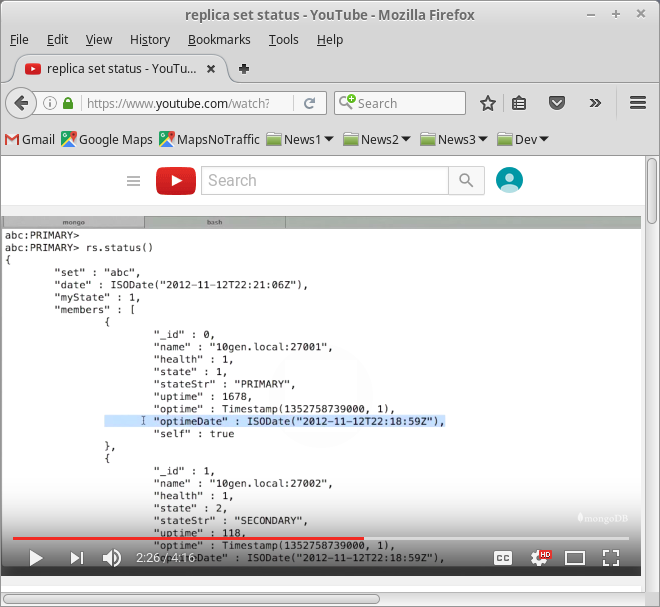 replica set status - YouTube - Mozilla Firefox
File Edit View History Bookmarks Tools Help
replica set status - YouTu...
https://www.youtube.com/watch? Search
Gmail Google Maps MapsNoTraffic News1 News2 News3 Dev
Search
mongo bash
abc:PRIMARY>
abc:PRIMARY> rs.status()
{
"set" : "abc",
"date" : ISODate("2012-11-12T22:21:06Z"),
"myState" : 1,
"members" : [
{
"_id" : 0,
"name" : "10gen.local:27001",
"health" : 1,
"state" : 1,
"stateStr" : "PRIMARY",
"uptime" : 1678,
"optime" : Timestamp(1352758739000, 1),
"optimeDate" : ISODate("2012-11-12T22:18:59Z"),
"self" : true
},
{
"_id" : 1,
"name" : "10gen.local:27002",
"health" : 1,
"state" : 2,
"stateStr" : "SECONDARY",
mongoDB
"uptime" : 118,
"optime" : Timestamp(1352758739000, 1),
"optimeDate" : ISODate("2012-11-12T22:18:59Z"),
2:26 / 4:16 CC HD